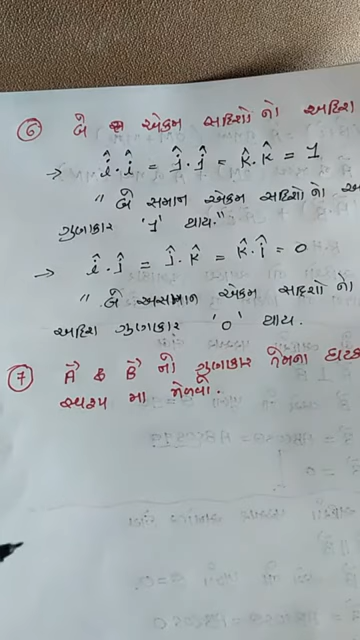 ⑥ બે એકમ સદિશો નો અદિશ
→ î·î = ĵ·ĵ = k̂·k̂ = 1
" બે સમાન એકમ સદિશો નો અ
ગુણાકાર '1' થાય."
→ î·ĵ = ĵ·k̂ = k̂·î = 0
" બે અસમાન એકમ સદિશો નો
અદિશ ગુણાકાર '0' થાય.
⑦ A⃗ & B⃗ નો ગુણાકાર તેમના ઘટક
સ્વરૂપ માં મેળવો.